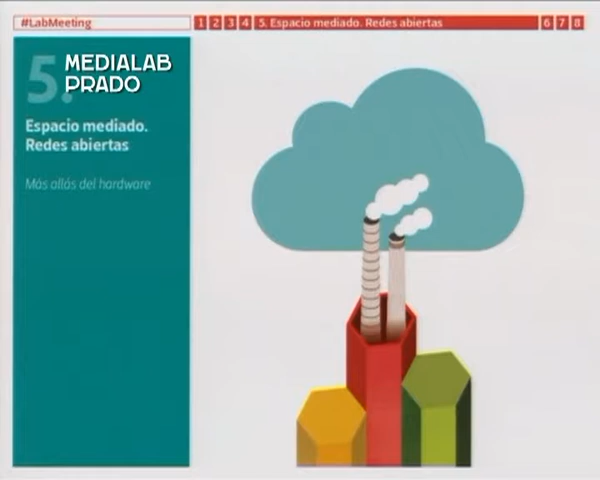 #LabMeeting
1 2 3 4 5. Espacio mediado. Redes abiertas 6 7 8
5.
MEDIALAB
PRADO
Espacio mediado.
Redes abiertas
Más allás del hardware